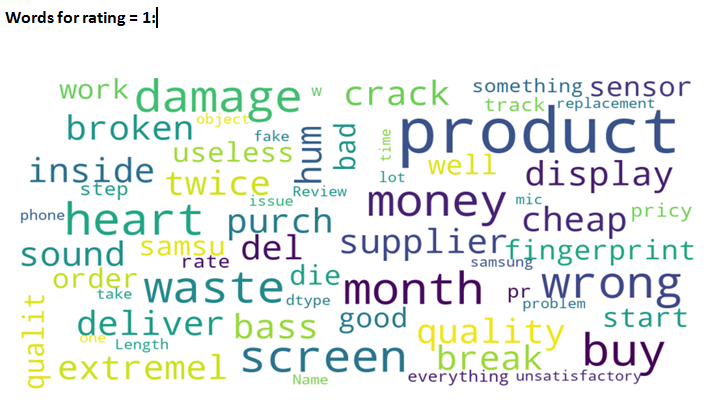 Words for rating = 1:
work damage w crack something sensor
object track replacement
broken fake product
useless hum bad time
inside twice lot well display
step issue Review money mic
phone heart purch cheap pricy
sound samsu del supplier fingerprint
rate samsung
order waste die month pr wrong
take dtype problem
qualit deliver bass good quality start
one Length screen break buy
extremel Name everything unsatisfactory